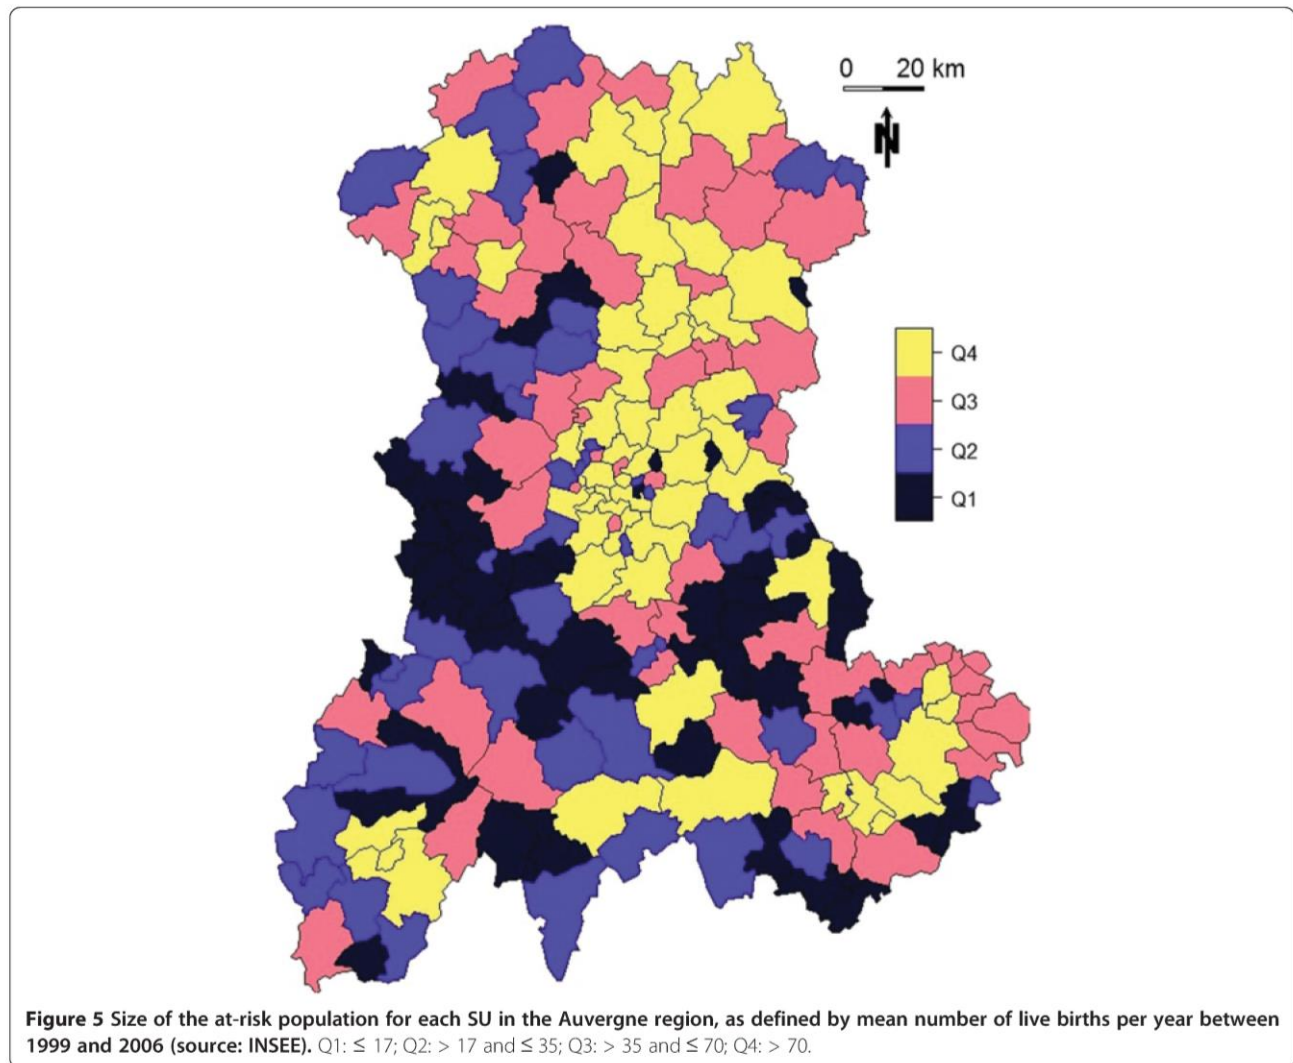 0 20 km
N
Q4
Q3
Q2
Q1
Figure 5 Size of the at-risk population for each SU in the Auvergne region, as defined by mean number of live births per year between
1999 and 2006 (source: INSEE). Q1: ≤ 17; Q2: > 17 and ≤ 35; Q3: > 35 and ≤ 70; Q4: > 70.